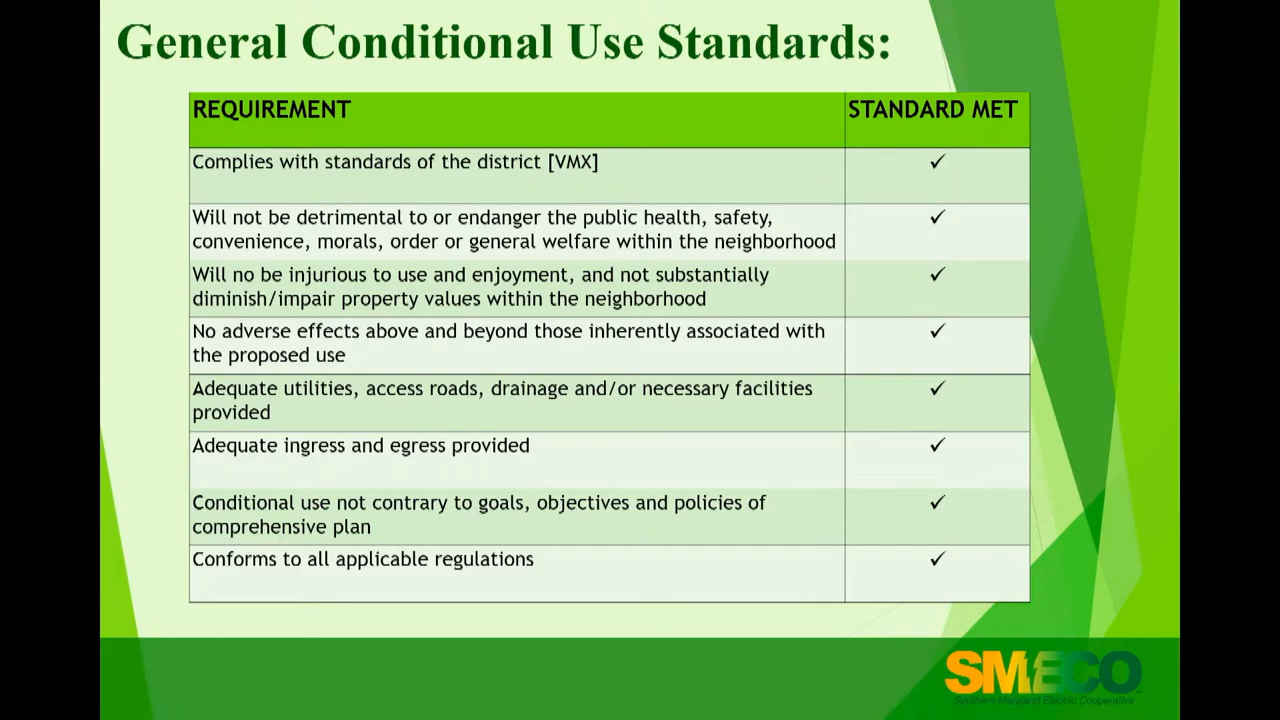 General Conditional Use Standards:
REQUIREMENT
STANDARD MET
Complies with standards of the district [VMX]
✓
Will not be detrimental to or endanger the public health, safety,
convenience, morals, order or general welfare within the neighborhood
✓
Will no be injurious to use and enjoyment, and not substantially
diminish/impair property values within the neighborhood
✓
No adverse effects above and beyond those inherently associated with
the proposed use
✓
Adequate utilities, access roads, drainage and/or necessary facilities
provided
✓
Adequate ingress and egress provided
✓
Conditional use not contrary to goals, objectives and policies of
comprehensive plan
✓
Conforms to all applicable regulations
✓
SMECO
Southern Maryland Electric Cooperative